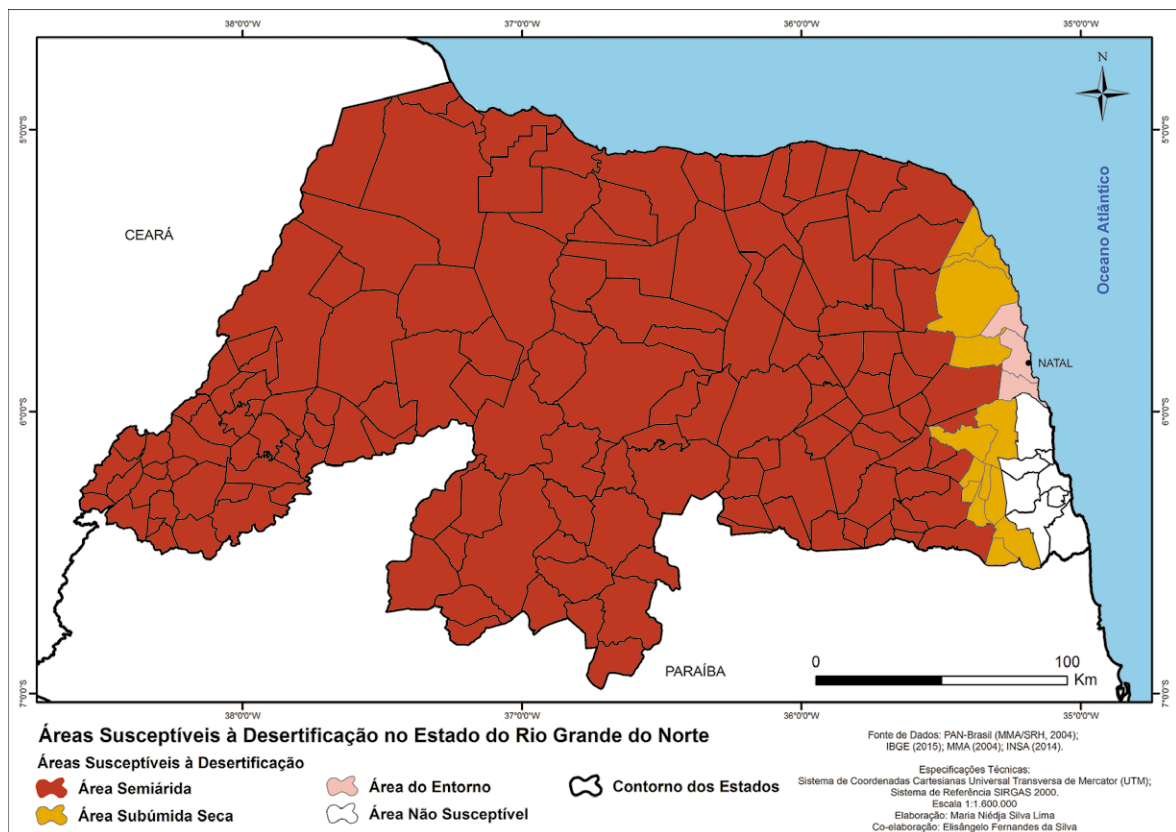 38°0'0"W
37°0'0"W
36°0'0"W
35°0'0"W
N
5°0'0"S
5°0'0"S
Oceano Atlântico
CEARÁ
NATAL
6°0'0"S
6°0'0"S
PARAÍBA
0
100
Km
7°0'0"S
7°0'0"S
38°0'0"W
37°0'0"W
36°0'0"W
35°0'0"W
Áreas Susceptíveis à Desertificação no Estado do Rio Grande do Norte
Áreas Susceptíveis à Desertificação
Área Semiárida
Área do Entorno
Contorno dos Estados
Área Subúmida Seca
Área Não Susceptível
Fonte de Dados: PAN-Brasil (MMA/SRH, 2004);
IBGE (2015); MMA (2004); INSA (2014).
Especificações Técnicas:
Sistema de Coordenadas Cartesianas Universal Transversa de Mercator (UTM);
Sistema de Referência SIRGAS 2000.
Escala 1:1.600.000
Elaboração: Maria Niédja Silva Lima
Co-elaboração: Elisângelo Fernandes da Silva